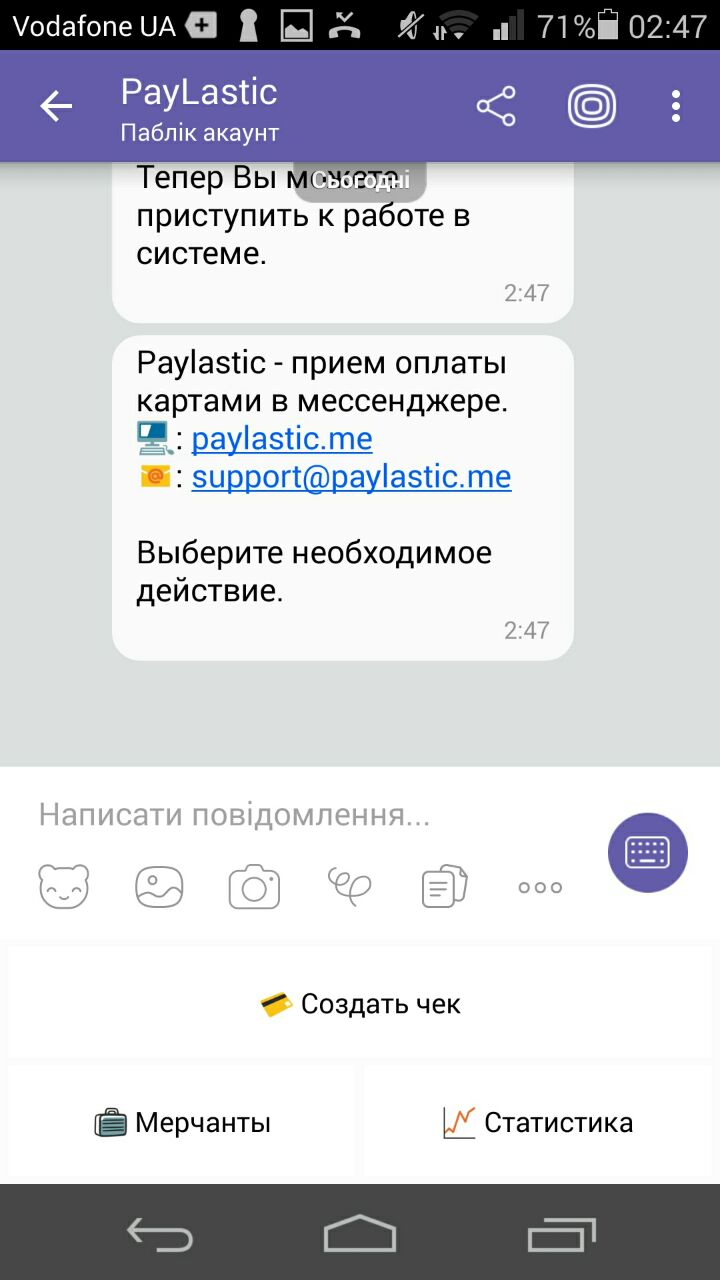 Vodafone UA 71% 02:47
PayLastic
Паблік акаунт
Тепер Вы можете
Сьогодні
приступить к работе в
системе.
2:47
Paylastic - прием оплаты
картами в мессенджере.
: paylastic.me
: support@paylastic.me
Выберите необходимое
действие.
2:47
Написати повідомлення...
Создать чек
Мерчанты
Статистика